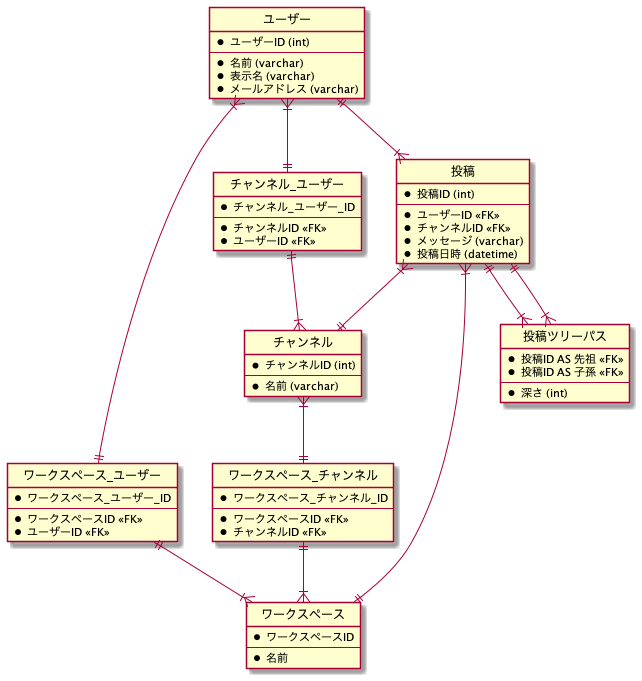 ユーザー
ユーザーID (int)
名前 (varchar)
表示名 (varchar)
メールアドレス (varchar)
チャンネル_ユーザー
チャンネル_ユーザー_ID
チャンネルID «FK»
ユーザーID «FK»
投稿
投稿ID (int)
ユーザーID «FK»
チャンネルID «FK»
メッセージ (varchar)
投稿日時 (datetime)
チャンネル
チャンネルID (int)
名前 (varchar)
投稿ツリーパス
投稿ID AS 先祖 «FK»
投稿ID AS 子孫 «FK»
深さ (int)
ワークスペース_ユーザー
ワークスペース_ユーザー_ID
ワークスペースID «FK»
ユーザーID «FK»
ワークスペース_チャンネル
ワークスペース_チャンネル_ID
ワークスペースID «FK»
チャンネルID «FK»
ワークスペース
ワークスペースID
名前